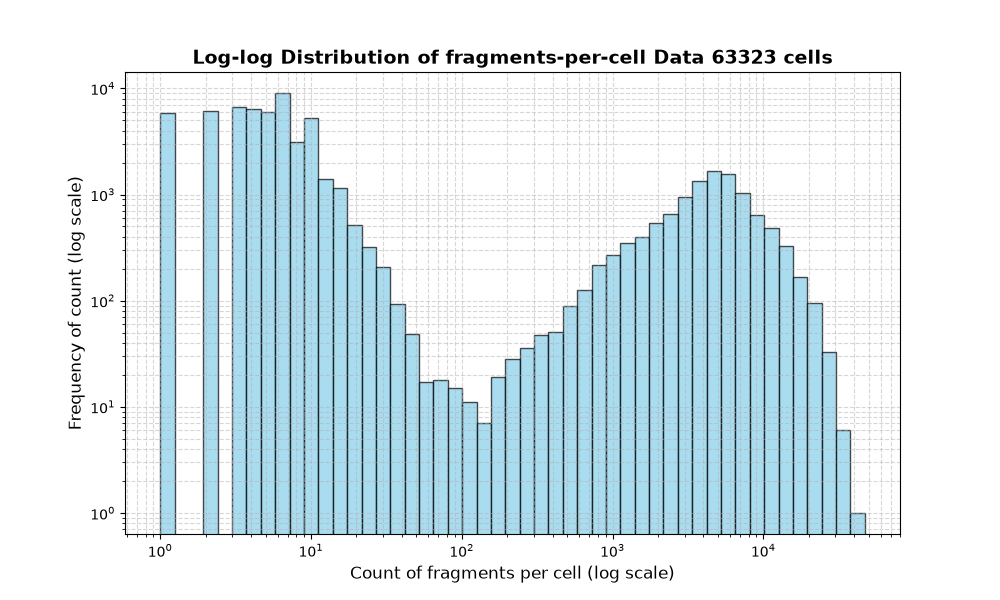 Log-log Distribution of fragments-per-cell Data 63323 cells
Frequency of count (log scale)
10⁴
10³
10²
10¹
10⁰
10⁰ 10¹ 10² 10³ 10⁴
Count of fragments per cell (log scale)